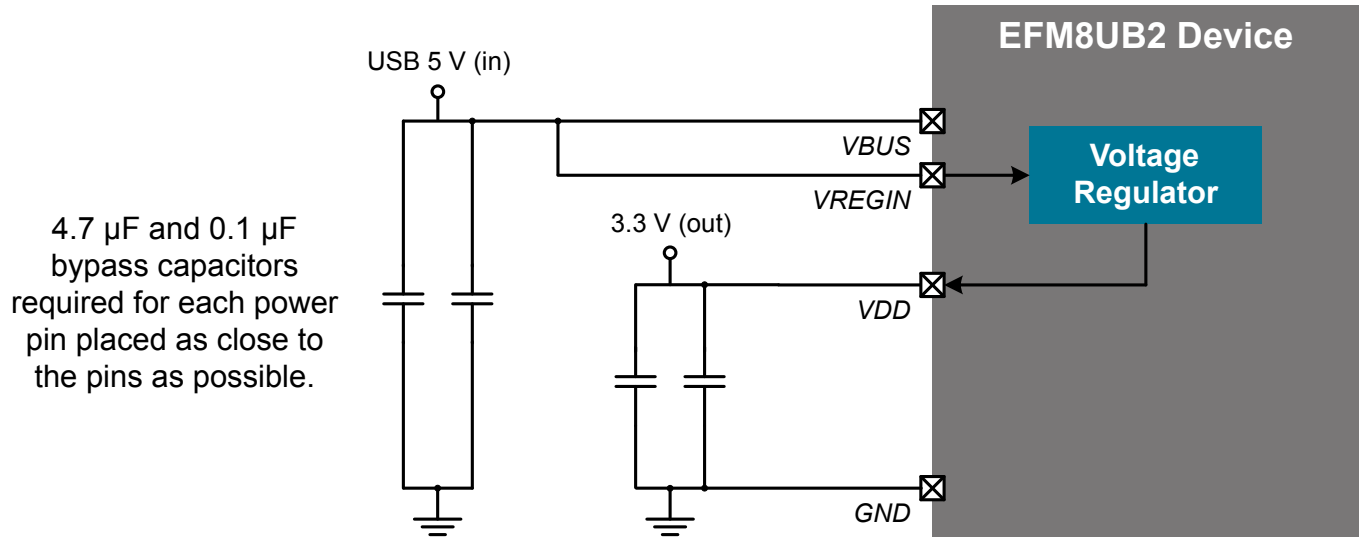 EFM8UB2 Device
USB 5 V (in)
VBUS
Voltage
Regulator
VREGIN
4.7 µF and 0.1 µF
bypass capacitors
required for each power
pin placed as close to
the pins as possible.
3.3 V (out)
VDD
GND